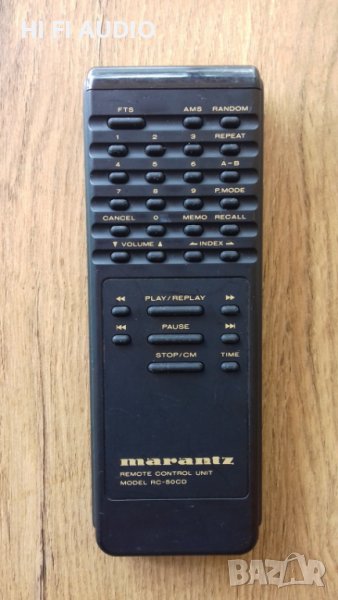 HI FI AUDIO
FTS AMS RANDOM
1 2 3 REPEAT
4 5 6 A-B
7 8 9 P.MODE
CANCEL 0 MEMO RECALL
▼ VOLUME ▲ INDEX
◀◀ PLAY/REPLAY ▶▶
|◀◀ PAUSE ▶▶|
STOP/CM TIME
marantz
REMOTE CONTROL UNIT
MODEL RC-50CD
BAZAR